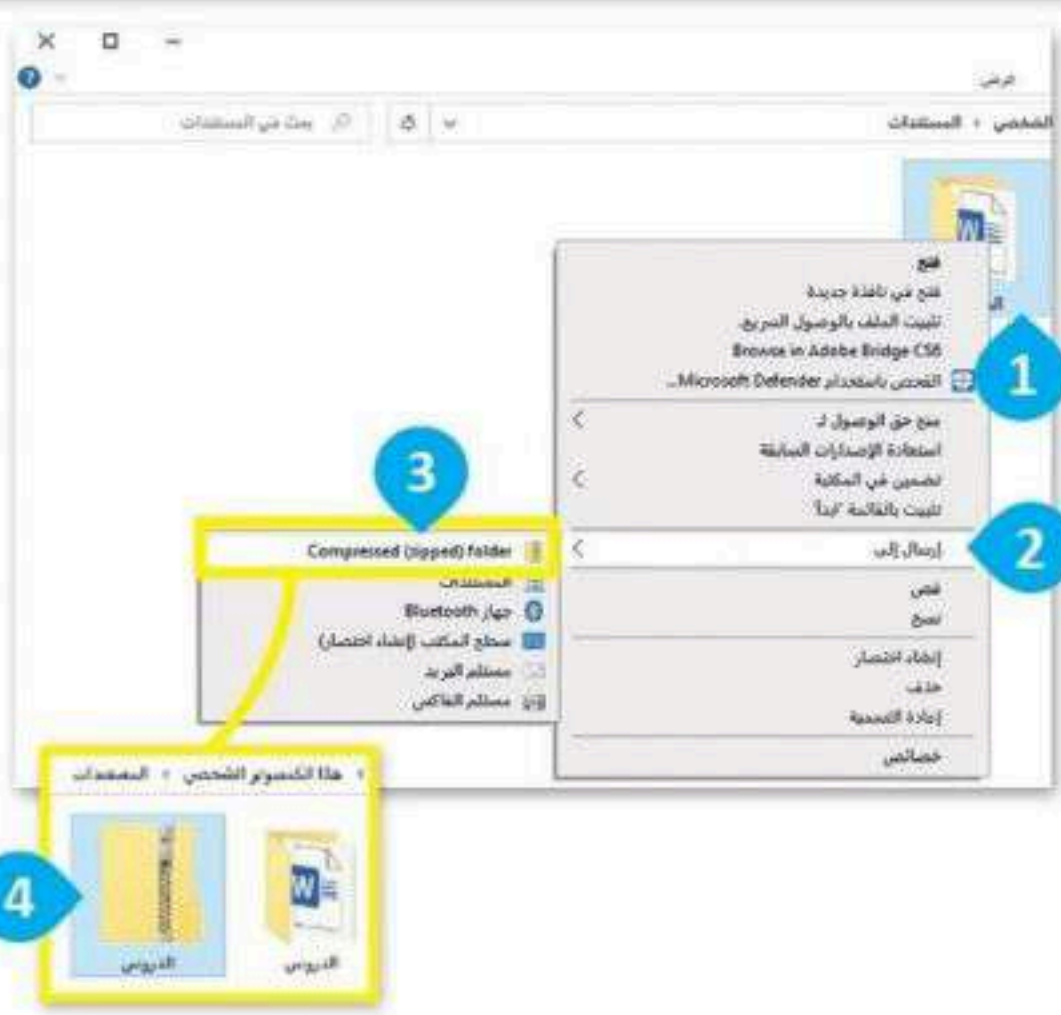 عرض
الشخصي › المستندات
بحث في المستندات
فتح
فتح في نافذة جديدة
تثبيت الملف بالوصول السريع.
Browse in Adobe Bridge CS6
الفحص باستخدام Microsoft Defender...
1
منح حق الوصول لـ
استعادة الإصدارات السابقة
تضمين في المكتبة
تثبيت بالقائمة "ابدأ"
إرسال إلى
2
قص
نسخ
إنشاء اختصار
حذف
إعادة التسمية
خصائص
3
Compressed (zipped) folder
المستندات
جهاز Bluetooth
سطح المكتب (إنشاء اختصار)
مستلم البريد
مستلم الفاكس
هذا الكمبيوتر الشخصي › المستندات
4
الدروس
الدروس